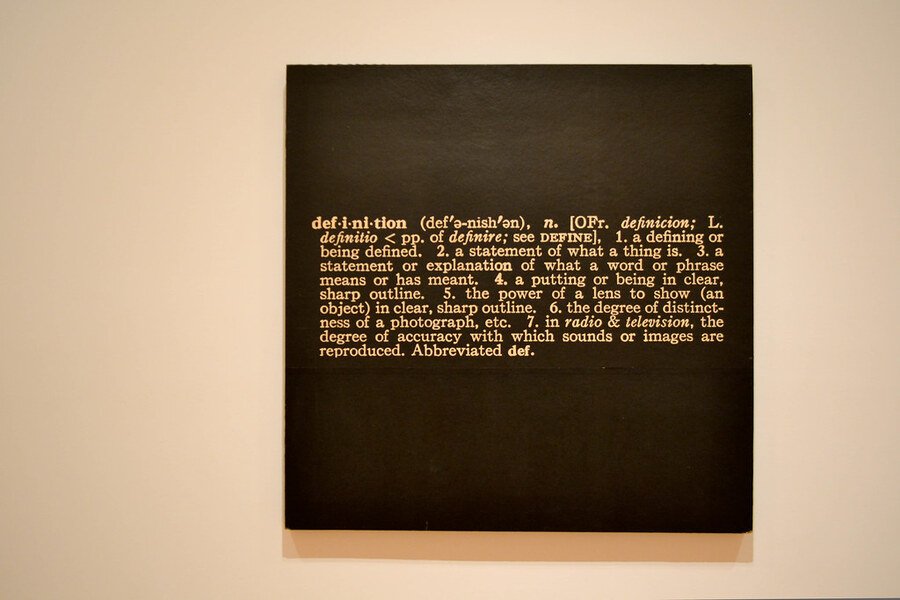 def·i·ni·tion (def′ə-nish′ən), n. [OFr. definicion; L.
definitio < pp. of definire; see DEFINE], 1. a defining or
being defined. 2. a statement of what a thing is. 3. a
statement or explanation of what a word or phrase
means or has meant. 4. a putting or being in clear,
sharp outline. 5. the power of a lens to show (an
object) in clear, sharp outline. 6. the degree of distinct-
ness of a photograph, etc. 7. in radio & television, the
degree of accuracy with which sounds or images are
reproduced. Abbreviated def.